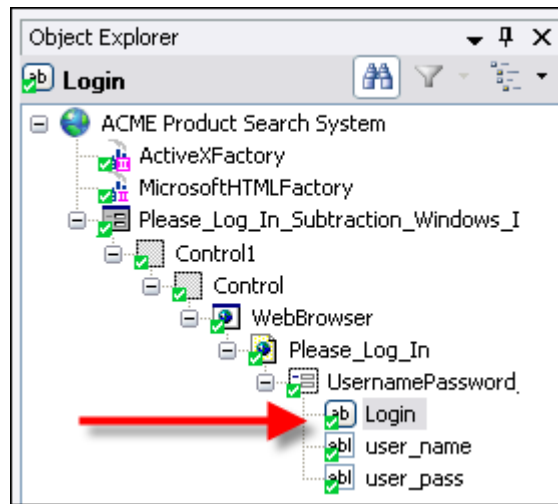 Object Explorer
Login
ACME Product Search System
ActiveXFactory
MicrosoftHTMLFactory
Please_Log_In_Subtraction_Windows_I
Control1
Control
WebBrowser
Please_Log_In
UsernamePassword
Login
user_name
user_pass